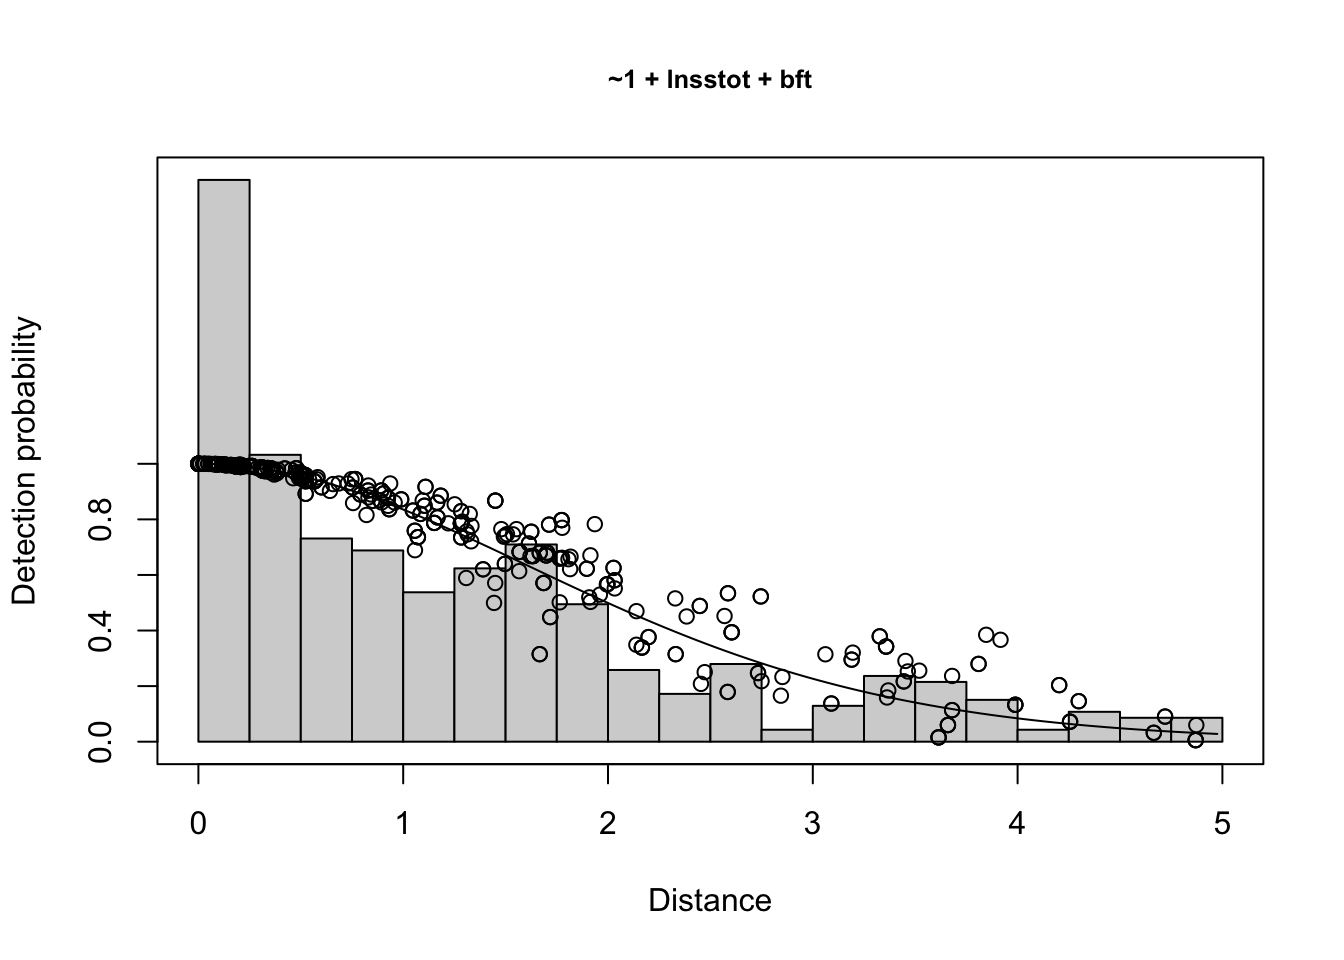 ~1 + lnsstot + bft
Detection probability
0.8
0.4
0.0
0 1 2 3 4 5
Distance